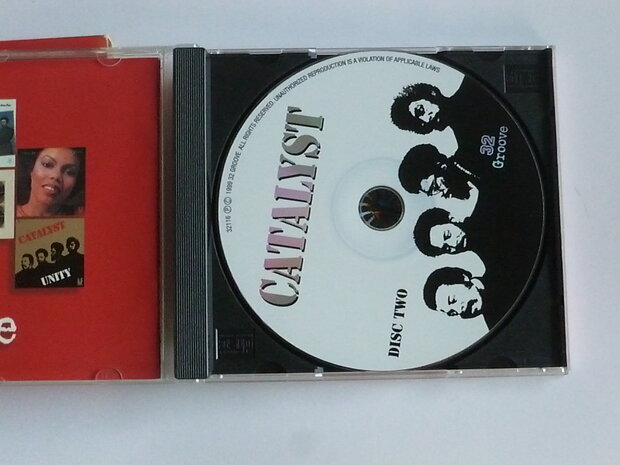 CATALYST
UNITY
e
32116 Ⓟ © 1999 32 GROOVE. ALL RIGHTS RESERVED. UNAUTHORIZED REPRODUCTION IS A VIOLATION OF APPLICABLE LAWS
CATALYST
DISC TWO
32
Groove